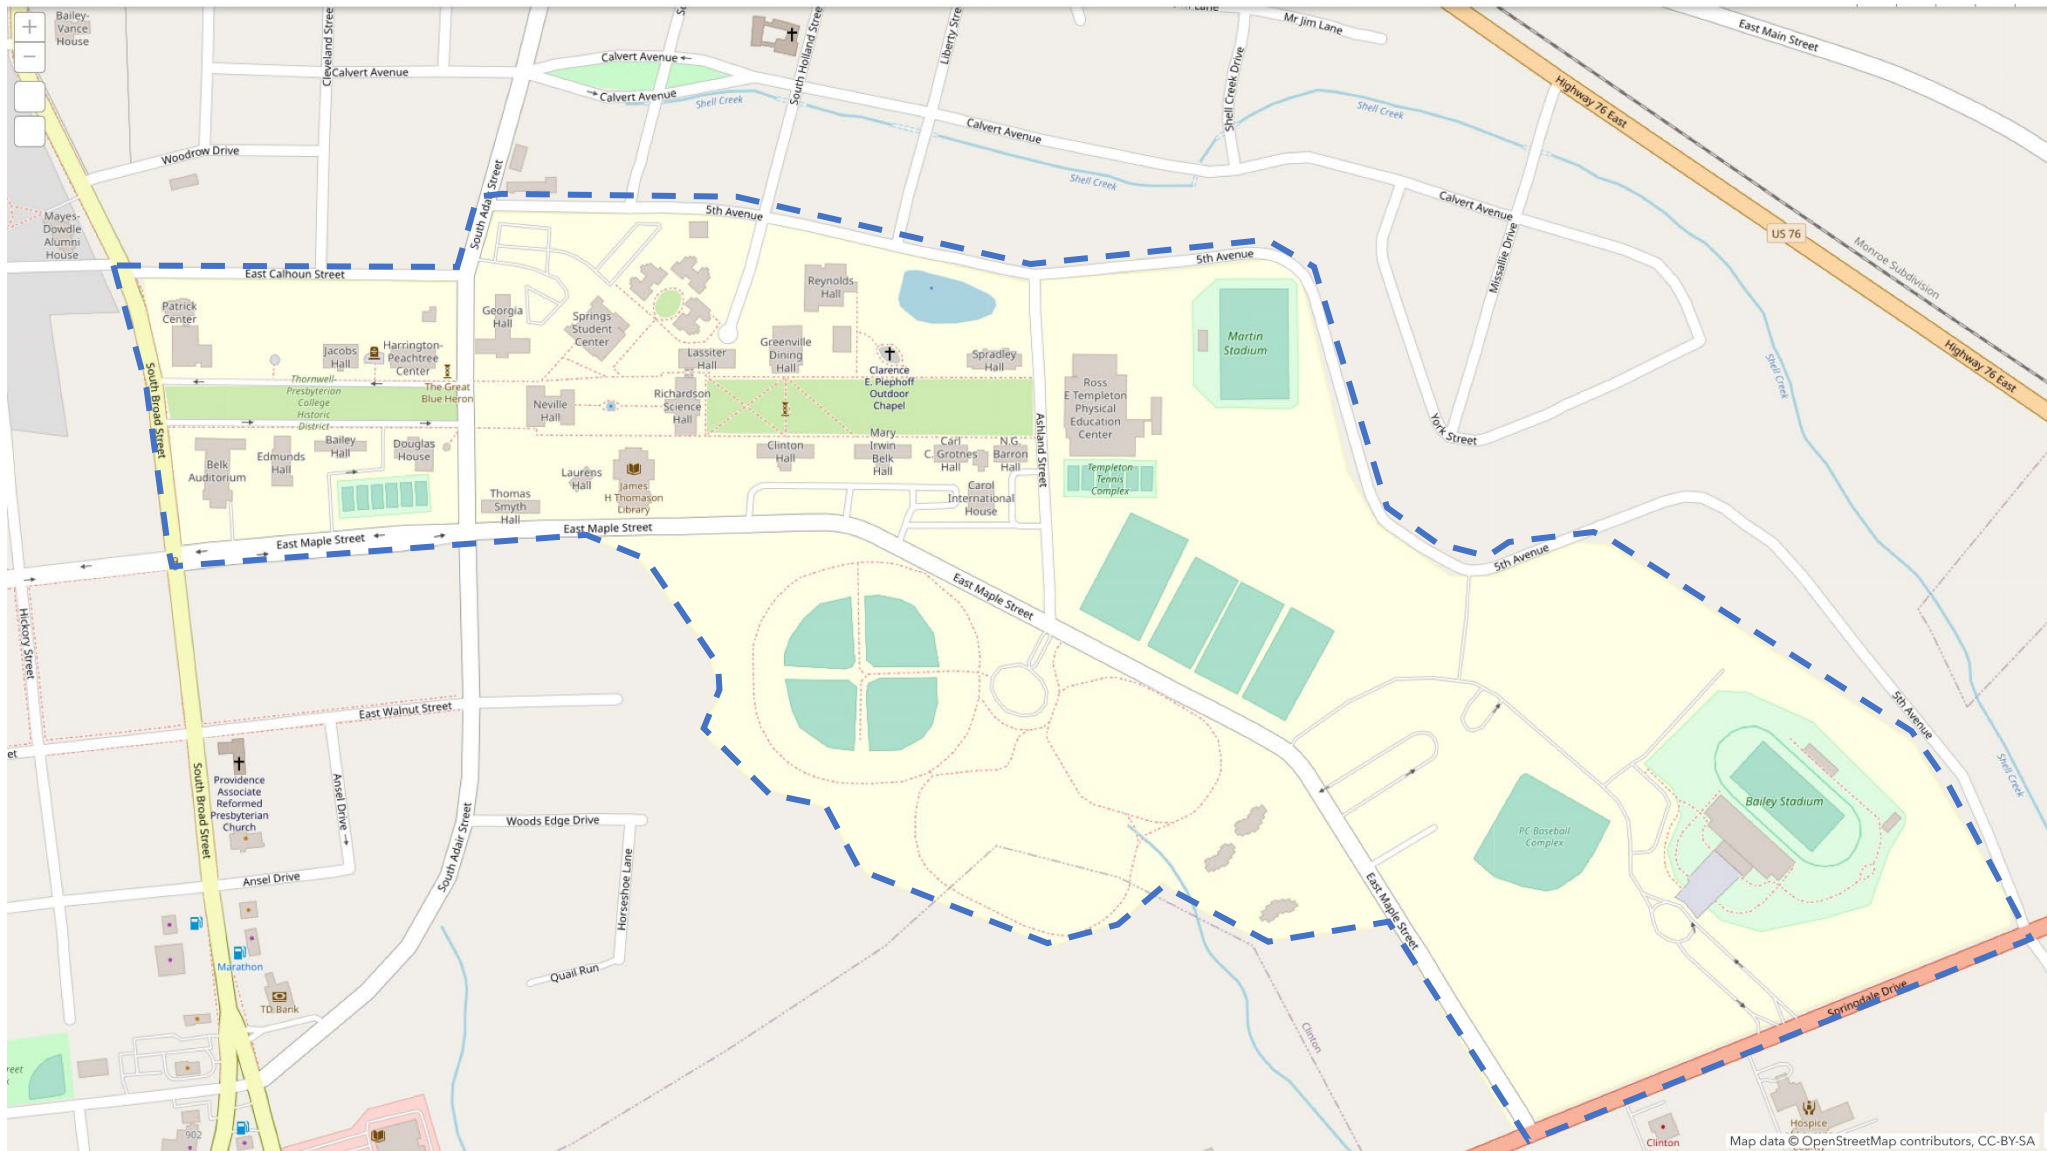 Bailey-
Vance
House
Cleveland Stree
Calvert Avenue
Calvert Avenue
Calvert Avenue
Shell Creek
South Holland Street
Liberty Stre
Mr Jim Lane
East Main Street
Shell Creek Drive
Shell Creek
Highway 76 East
Calvert Avenue
Woodrow Drive
Shell Creek
Calvert Avenue
Mayes-
Dowdle
Alumni
House
South Adair Street
5th Avenue
US 76
Monroe Subdivision
Missallie Drive
East Calhoun Street
5th Avenue
Patrick
Center
Georgia
Hall
Springs
Student
Center
Reynolds
Hall
Martin
Stadium
Jacobs
Hall
Harrington-
Peachtree
Center
Lassiter
Hall
Greenville
Dining
Hall
Spradley
Hall
Highway 76 East
Shell Creek
South Broad Street
Thornwell-
Presbyterian
College
Historic
District
The Great
Blue Heron
Neville
Hall
Richardson
Science
Hall
Clarence
E. Piephoff
Outdoor
Chapel
Ross
E Templeton
Physical
Education
Center
Ashland Street
York Street
Belk
Auditorium
Edmunds
Hall
Bailey
Hall
Douglas
House
Clinton
Hall
Mary
Irwin
Belk
Hall
Carl
C. Grotnes
Hall
N.G.
Barron
Hall
Templeton
Tennis
Complex
Laurens
Hall
James
H Thomason
Library
Thomas
Smyth
Hall
Carol
International
House
East Maple Street
East Maple Street
5th Avenue
East Maple Street
Hickory Street
East Walnut Street
et
5th Avenue
Shell Creek
South Broad Street
Providence
Associate
Reformed
Presbyterian
Church
Ansel Drive
Woods Edge Drive
South Adair Street
Horseshoe Lane
Ansel Drive
PC Baseball
Complex
Bailey Stadium
East Maple Street
Marathon
Quail Run
TD Bank
Springdale Drive
Clinton
reet
902
Clinton
Hospice
Map data © OpenStreetMap contributors, CC-BY-SA